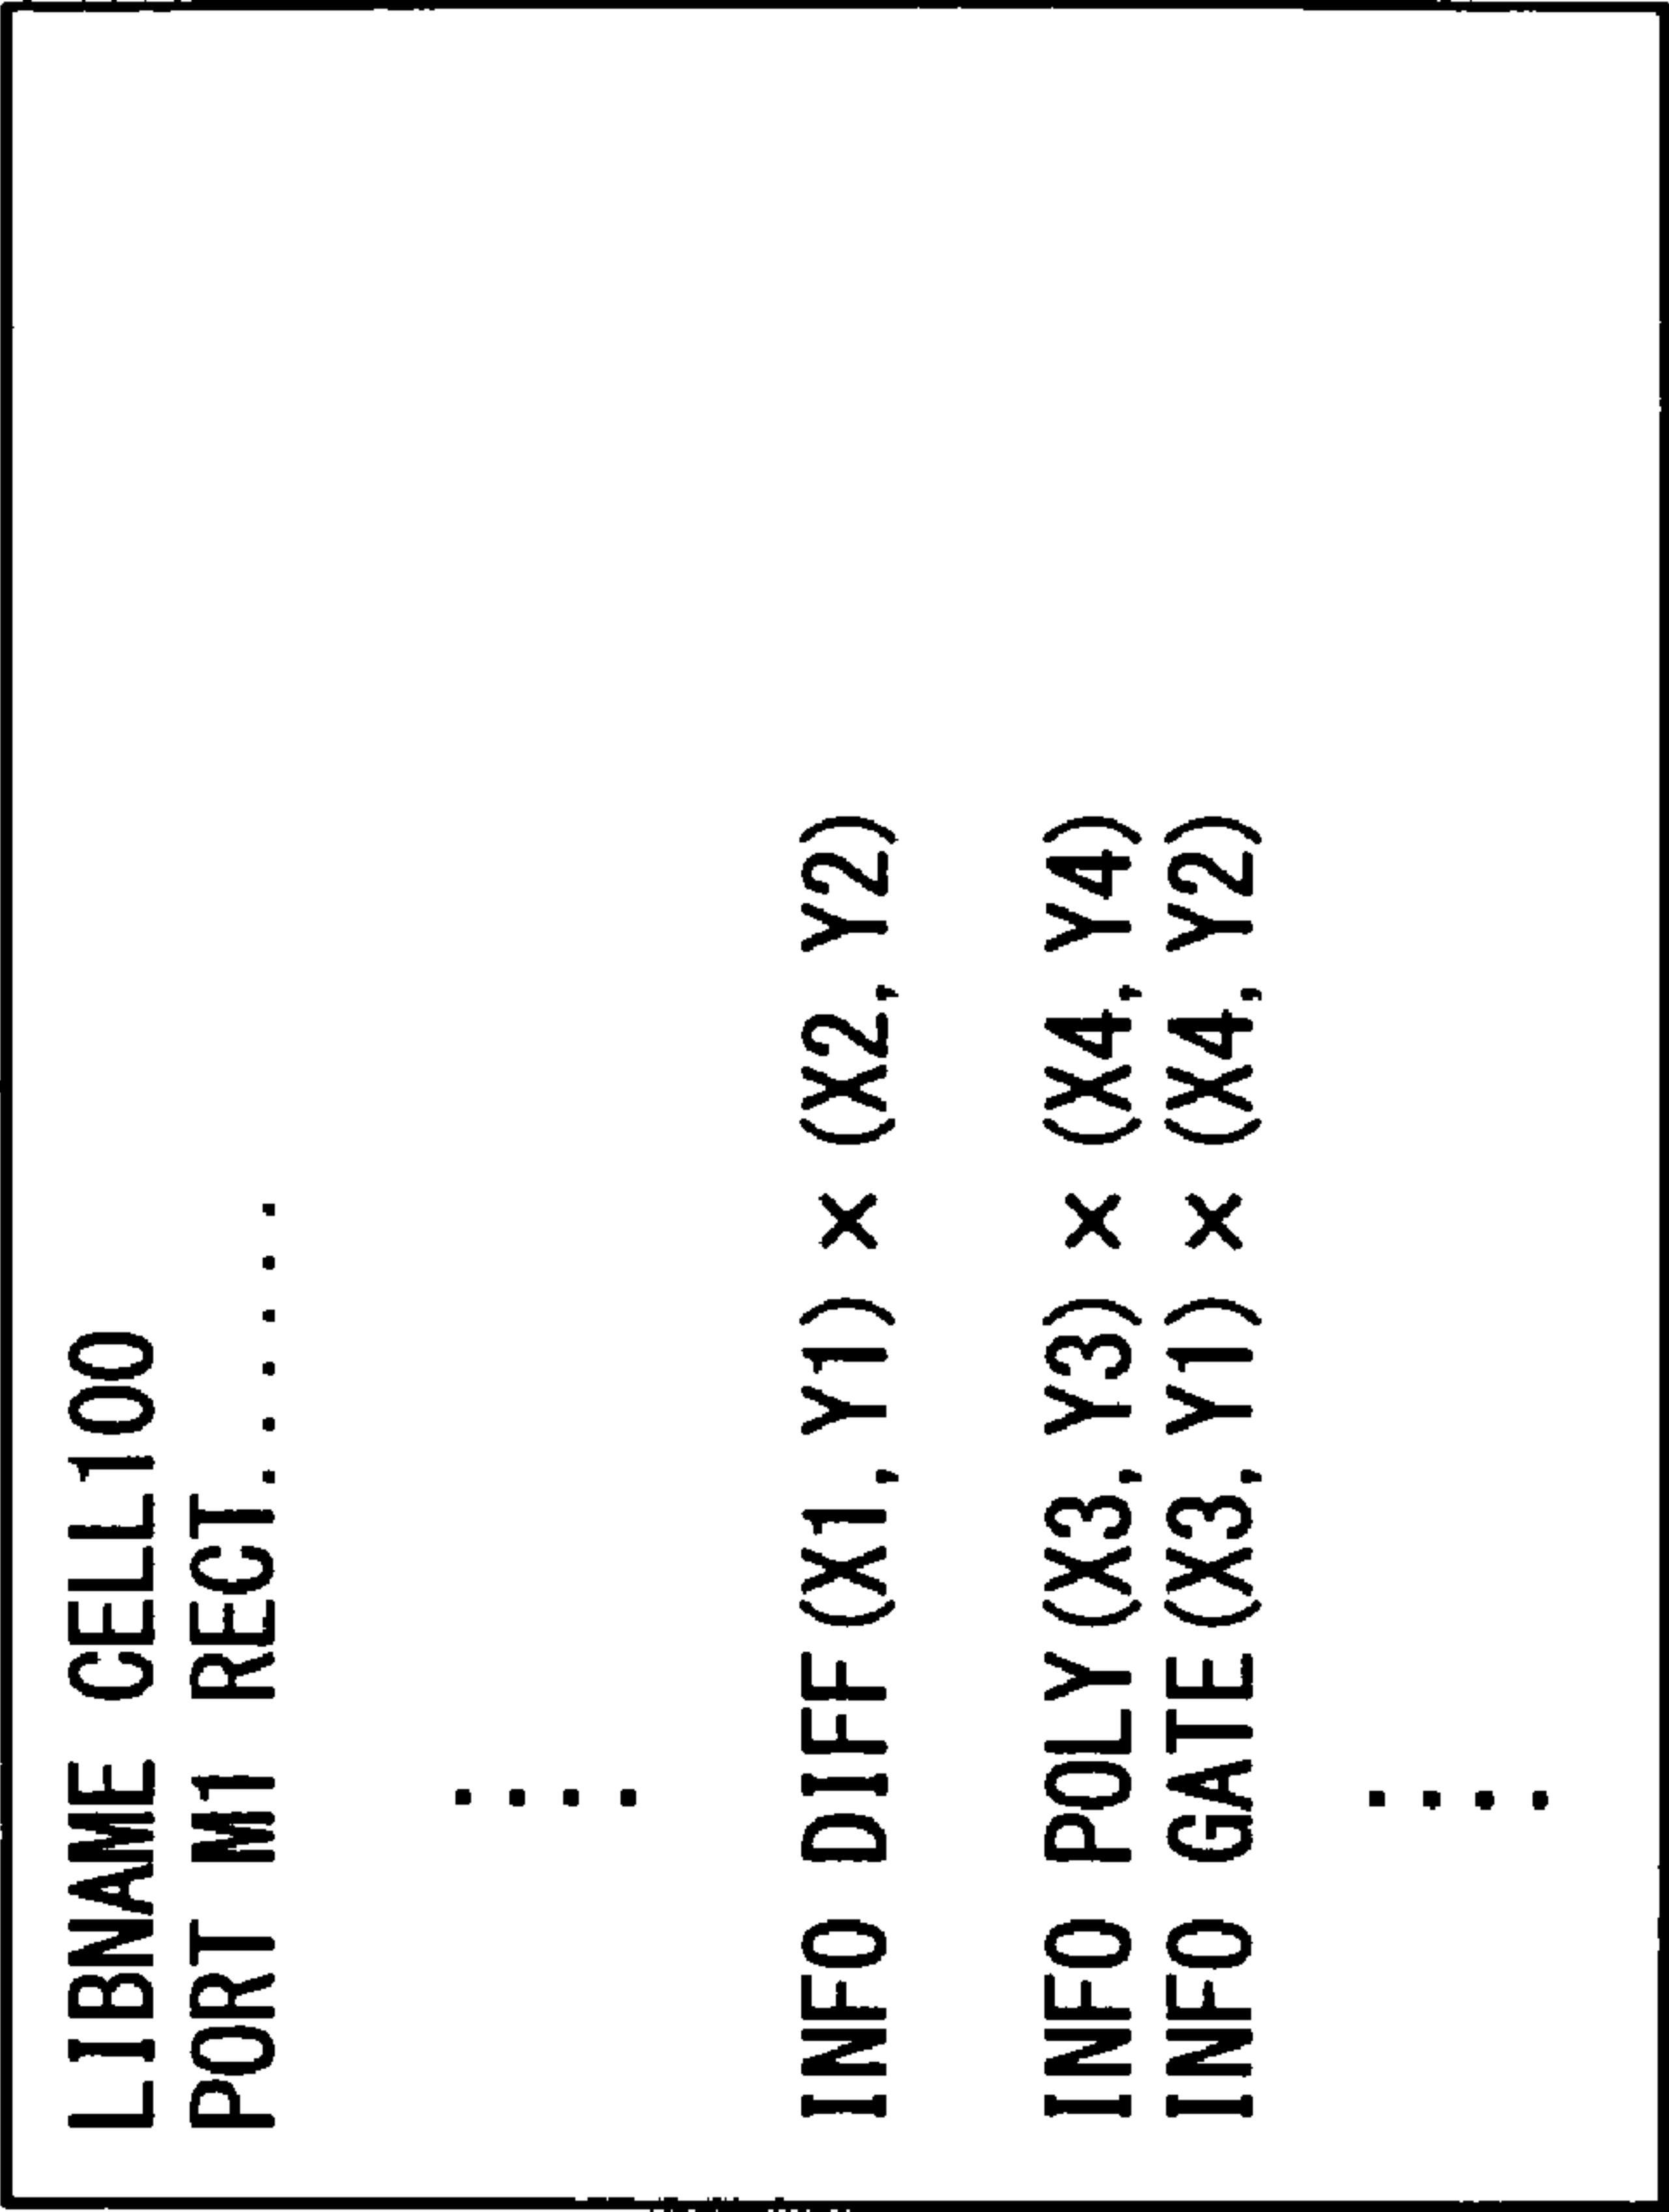 LIBNAME CELL100
PORT M1 RECT......
....
INFO DIFF(X1, Y1) × (X2, Y2)
INFO POLY(X3, Y3) × (X4, Y4)
INFO GATE(X3, Y1) × (X4, Y2)
....